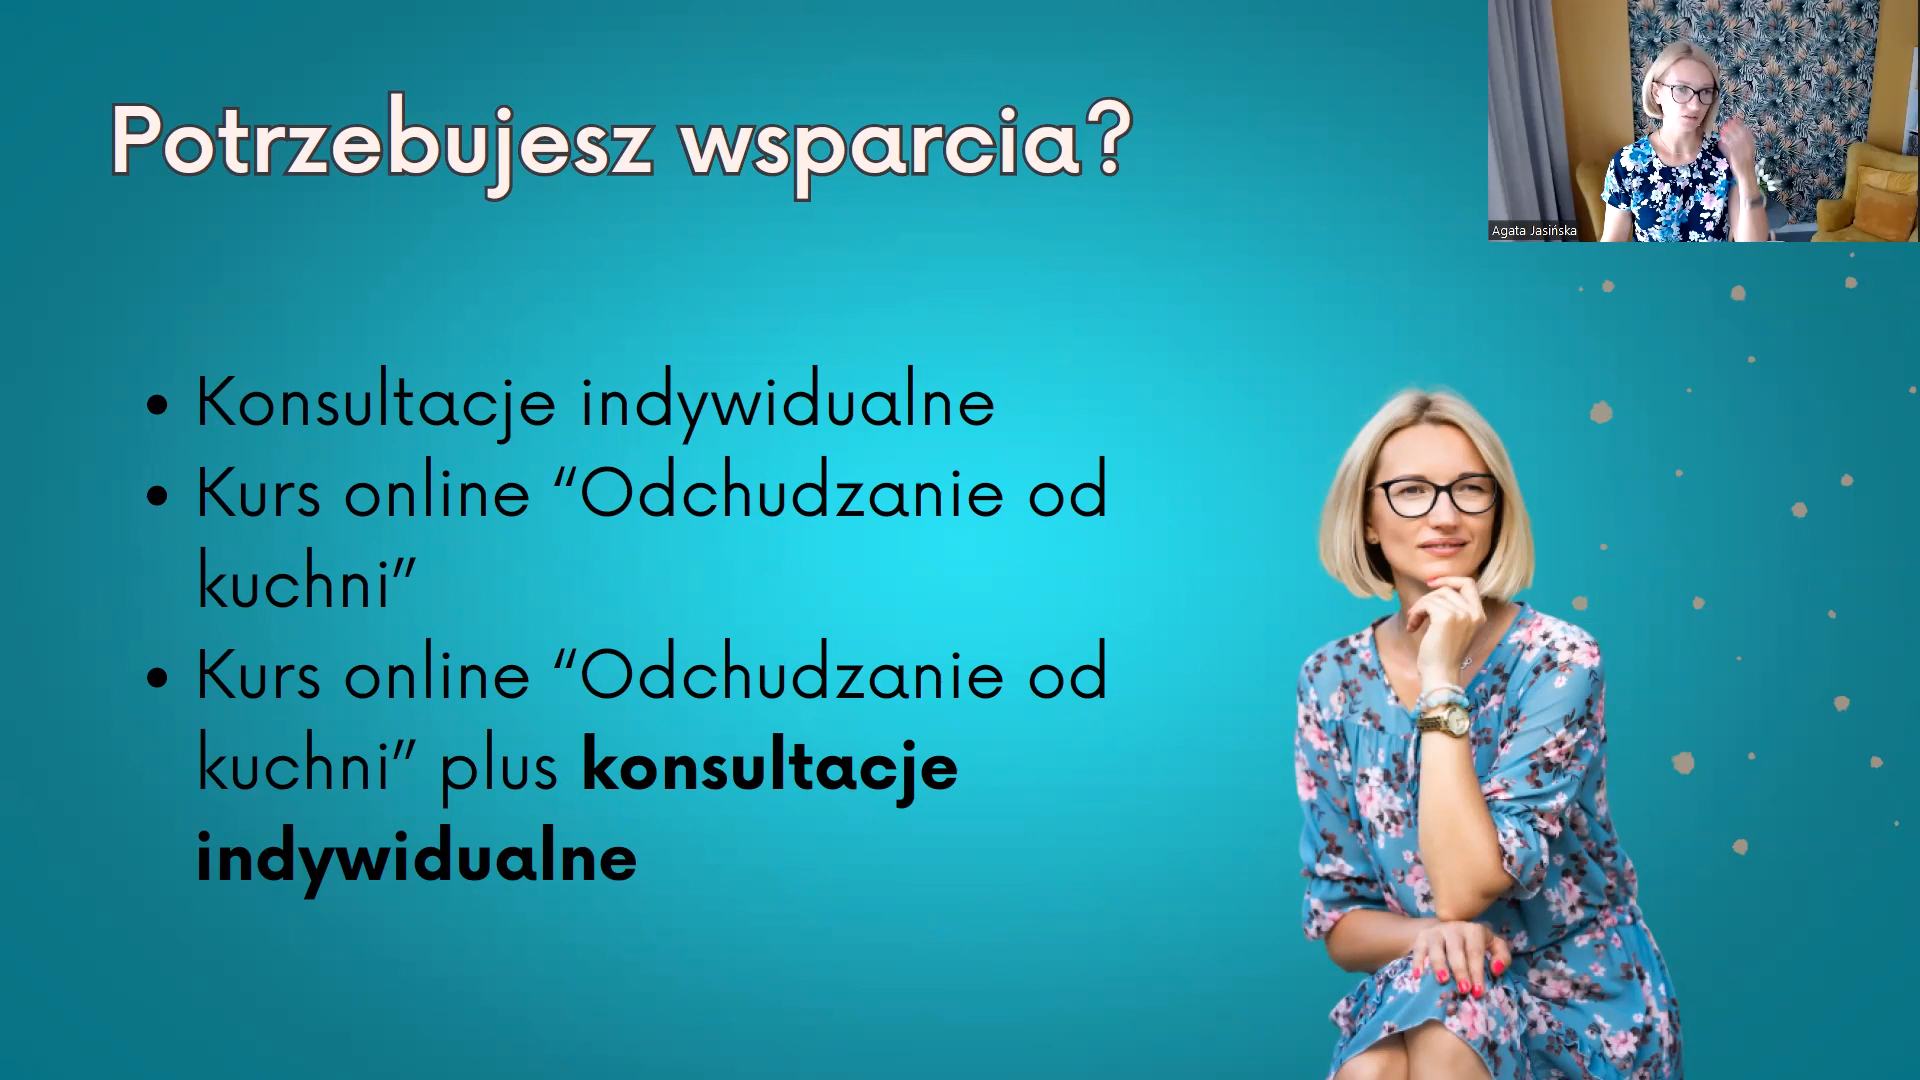 Potrzebujesz wsparcia?
Agata Jasińska
• Konsultacje indywidualne
• Kurs online “Odchudzanie od
kuchni”
• Kurs online “Odchudzanie od
kuchni” plus konsultacje
indywidualne